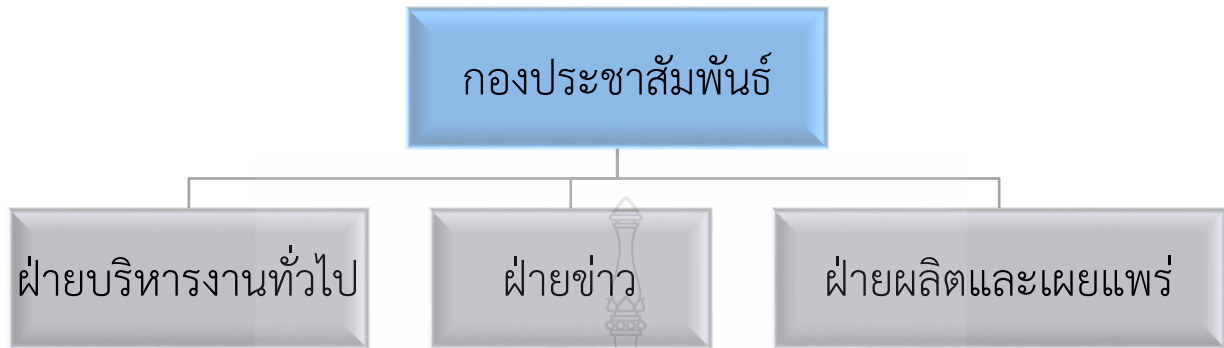 กองประชาสัมพันธ์
ฝ่ายบริหารงานทั่วไป
ฝ่ายข่าว
ฝ่ายผลิตและเผยแพร่